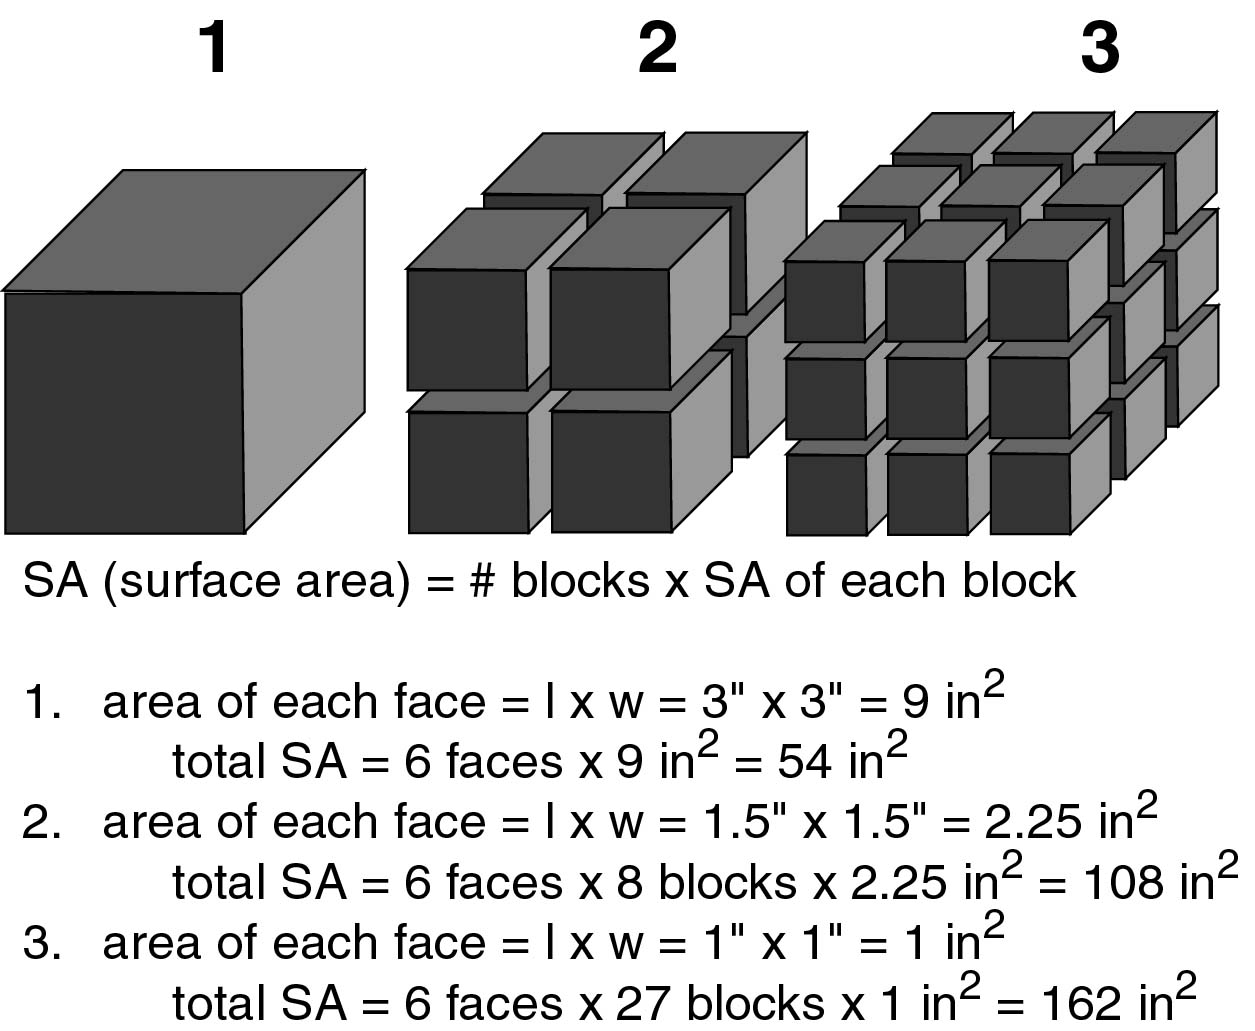 1 2 3
SA (surface area) = # blocks x SA of each block
1. area of each face = l x w = 3" x 3" = 9 in²
total SA = 6 faces x 9 in² = 54 in²
2. area of each face = l x w = 1.5" x 1.5" = 2.25 in²
total SA = 6 faces x 8 blocks x 2.25 in² = 108 in²
3. area of each face = l x w = 1" x 1" = 1 in²
total SA = 6 faces x 27 blocks x 1 in² = 162 in²